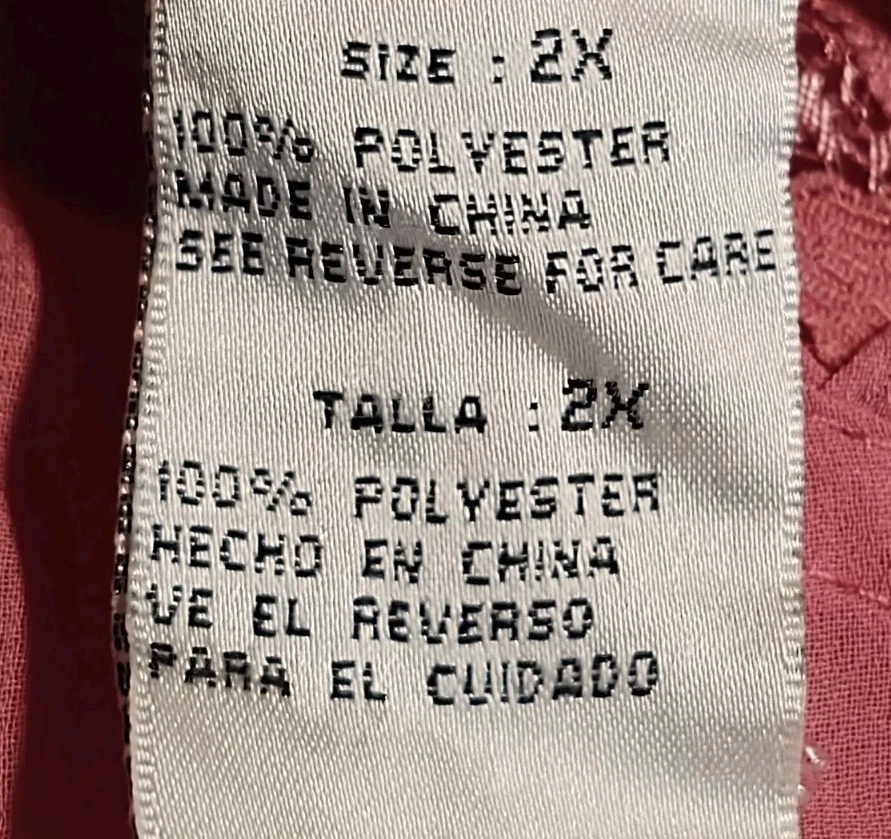 SIZE : 2X
100% POLYESTER
MADE IN CHINA
SEE REVERSE FOR CARE
TALLA : 2X
100% POLYESTER
HECHO EN CHINA
VE EL REVERSO
PARA EL CUIDADO